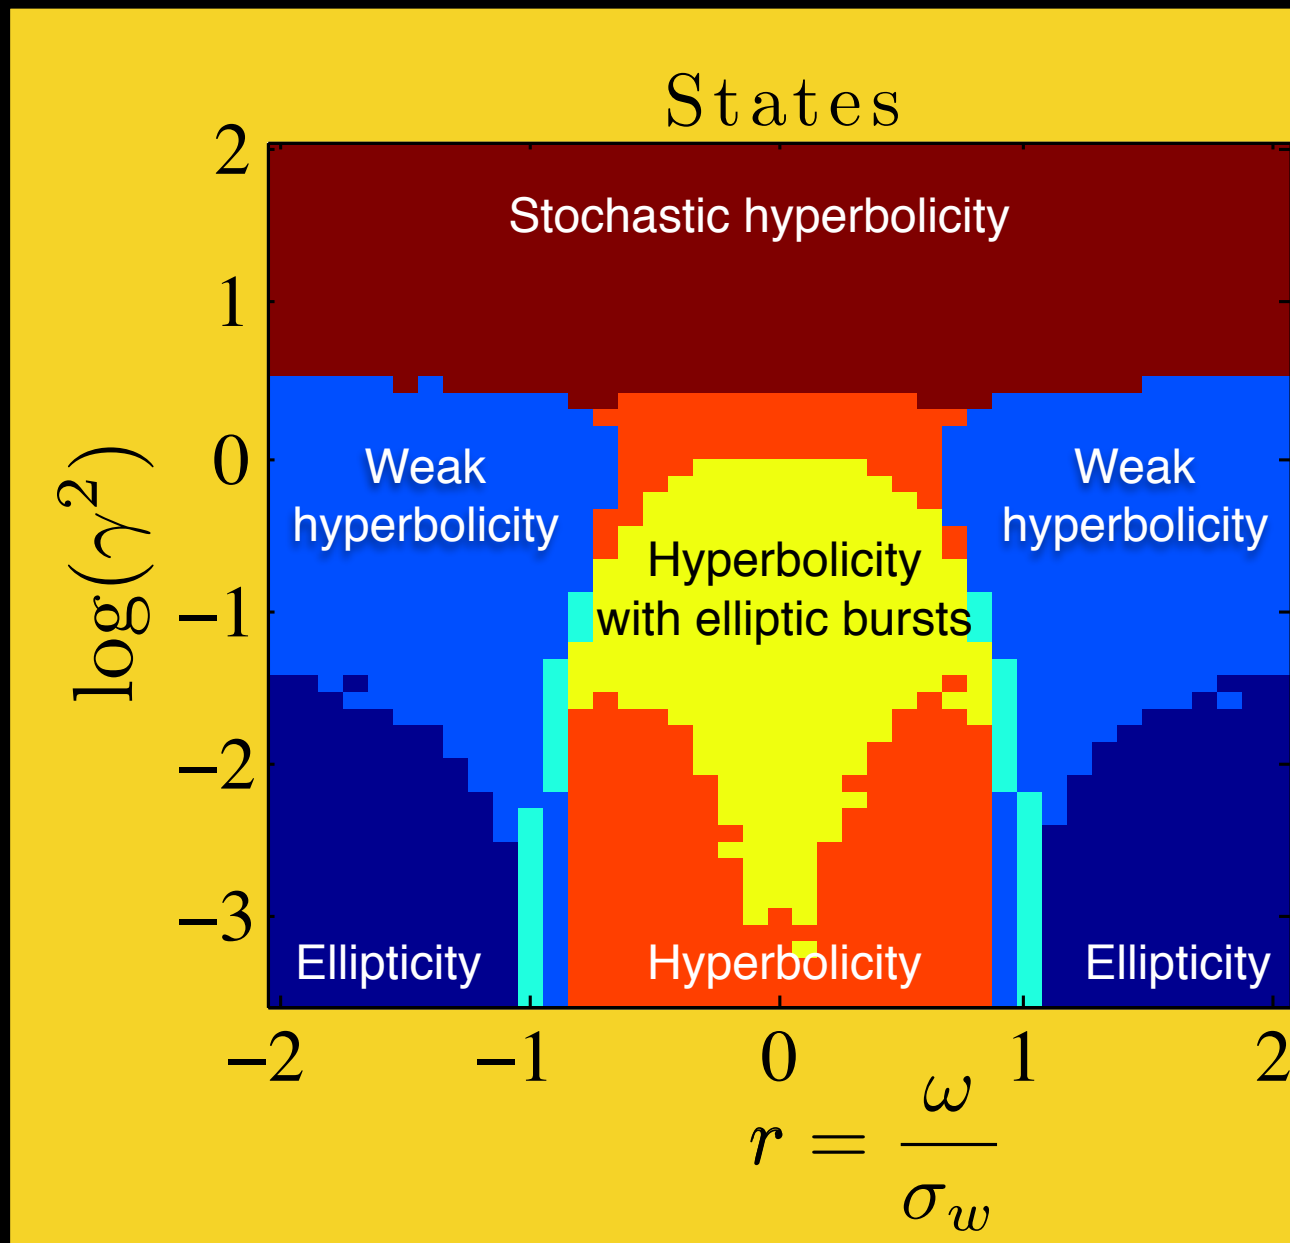 States
2
Stochastic hyperbolicity
1
0
Weak
hyperbolicity
Weak
hyperbolicity
log(γ²)
Hyperbolicity
with elliptic bursts
−1
−2
−3
Ellipticity
Hyperbolicity
Ellipticity
−2 −1 0 1 2
r = ω/σ_w